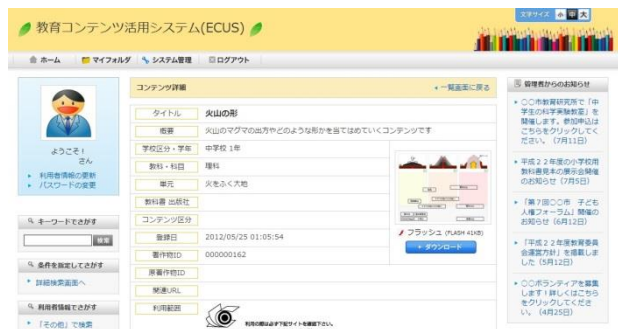 教育コンテンツ活用システム(ECUS)
文字サイズ 小 中 大
ホーム マイフォルダ システム管理 ログアウト
ようこそ！
さん
利用者情報の更新
パスワードの変更
キーワードでさがす
検索
条件を指定してさがす
詳細検索画面へ
利用者情報でさがす
「その他」で検索
コンテンツ詳細
一覧画面に戻る
タイトル 火山の形
概要 火山のマグマの出方やどのような形かを当てはめていくコンテンツです
学校区分・学年 中学校 1年
教科・科目 理科
単元 火をふく大地
教科書 出版社
コンテンツ区分
登録日 2012/05/25 01:05:54
著作物ID 000000162
原著作物ID
関連URL
利用範囲
利用の際は必ず下記サイトを確認下さい。
フラッシュ (FLASH 41KB)
ダウンロード
管理者からのお知らせ
○○市教育研究所で「中
学生の科学実験教室」を
開催します。参加申込は
こちらをクリックしてく
ださい。 (7月11日)
平成２２年度の小学校用
教科書見本の展示会開催
のお知らせ (7月5日)
「第7回○○市 子ども
人権フォーラム」開催の
お知らせ (6月12日)
「平成２２年度教育委員
会運営方針」を掲載しま
した (5月12日)
○○ボランティアを募集
します！詳しくはこちら
をクリックしてくださ
い。 (4月25日)